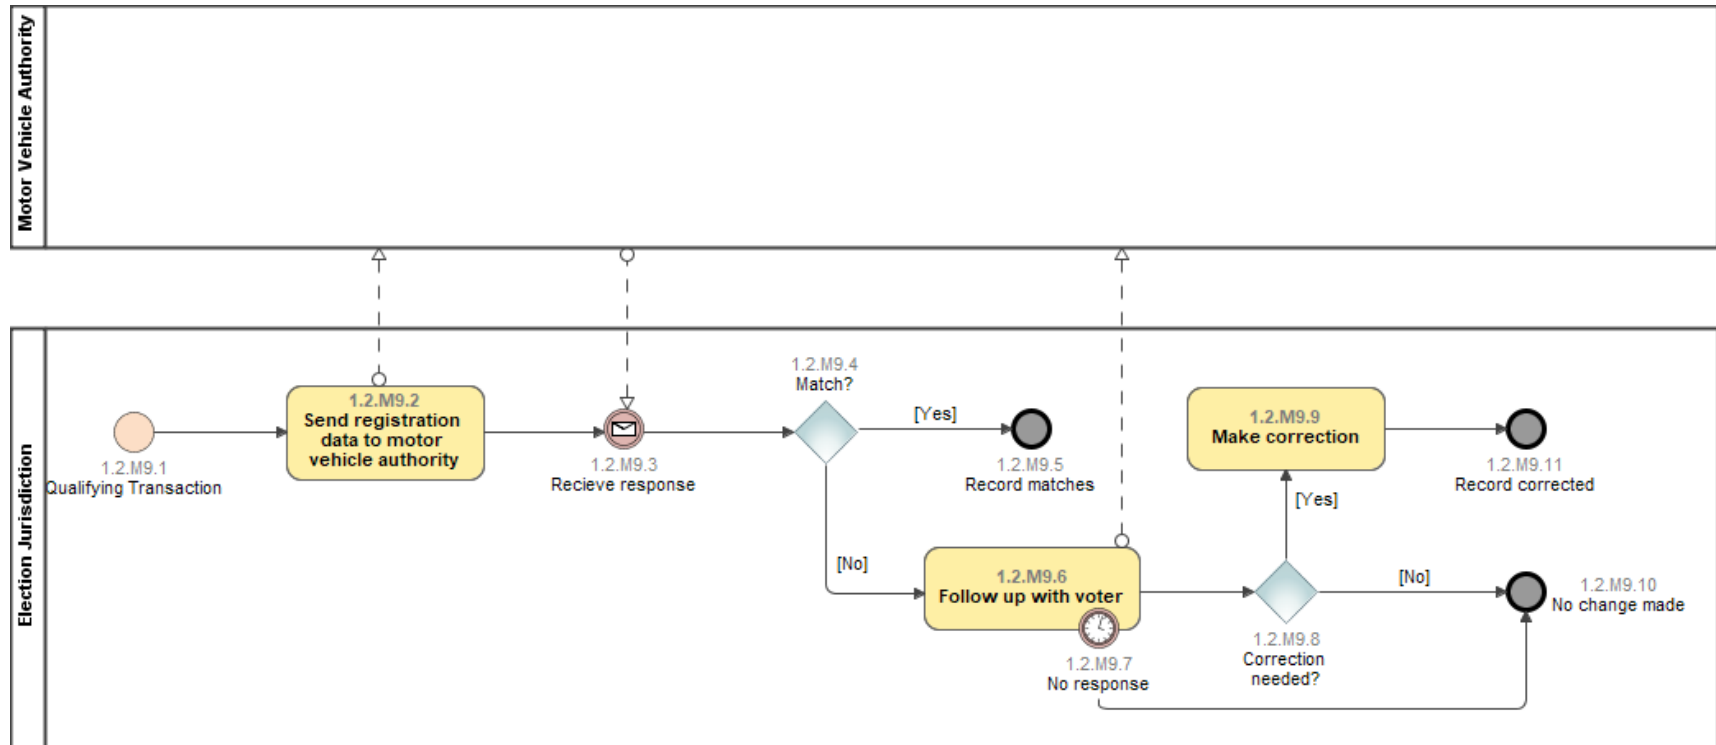 Motor Vehicle Authority
Election Jurisdiction
1.2.M9.1
Qualifying Transaction
1.2.M9.2
Send registration
data to motor
vehicle authority
1.2.M9.3
Recieve response
1.2.M9.4
Match?
[Yes]
1.2.M9.5
Record matches
[No]
1.2.M9.6
Follow up with voter
1.2.M9.7
No response
1.2.M9.8
Correction
needed?
[Yes]
1.2.M9.9
Make correction
1.2.M9.11
Record corrected
[No]
1.2.M9.10
No change made